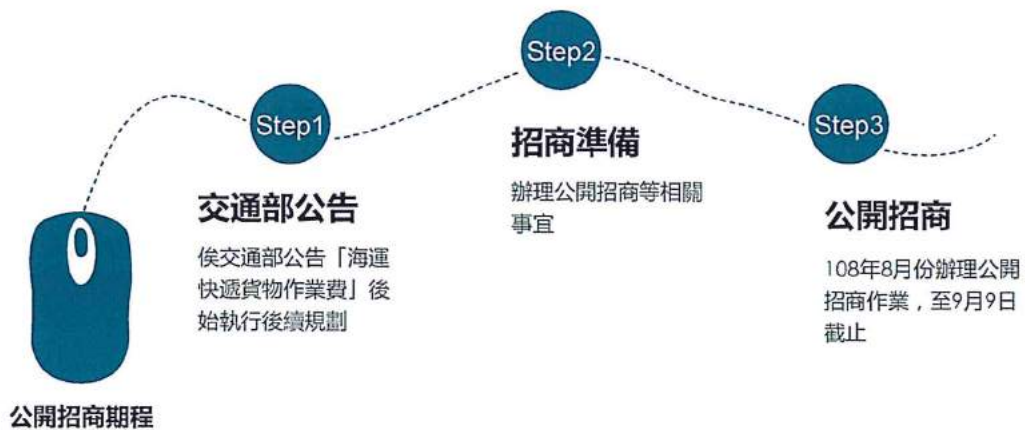 Step1
交通部公告
俟交通部公告「海運
快遞貨物作業費」後
始執行後續規劃
Step2
招商準備
辦理公開招商等相關
事宜
Step3
公開招商
108年8月份辦理公開
招商作業，至9月9日
截止
公開招商期程